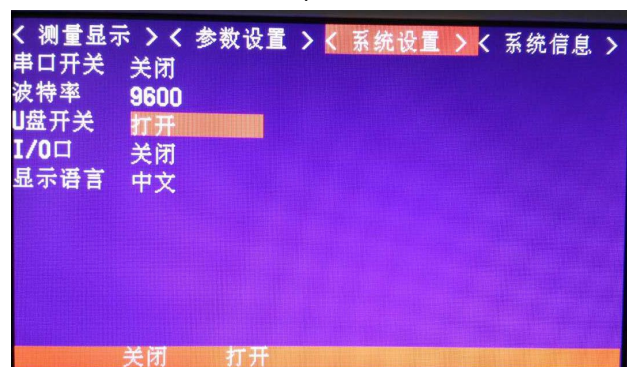 < 测量显示 > < 参数设置 > < 系统设置 > < 系统信息 >
串口开关 关闭
波特率 9600
U盘开关 打开
I/O口 关闭
显示语言 中文
关闭 打开